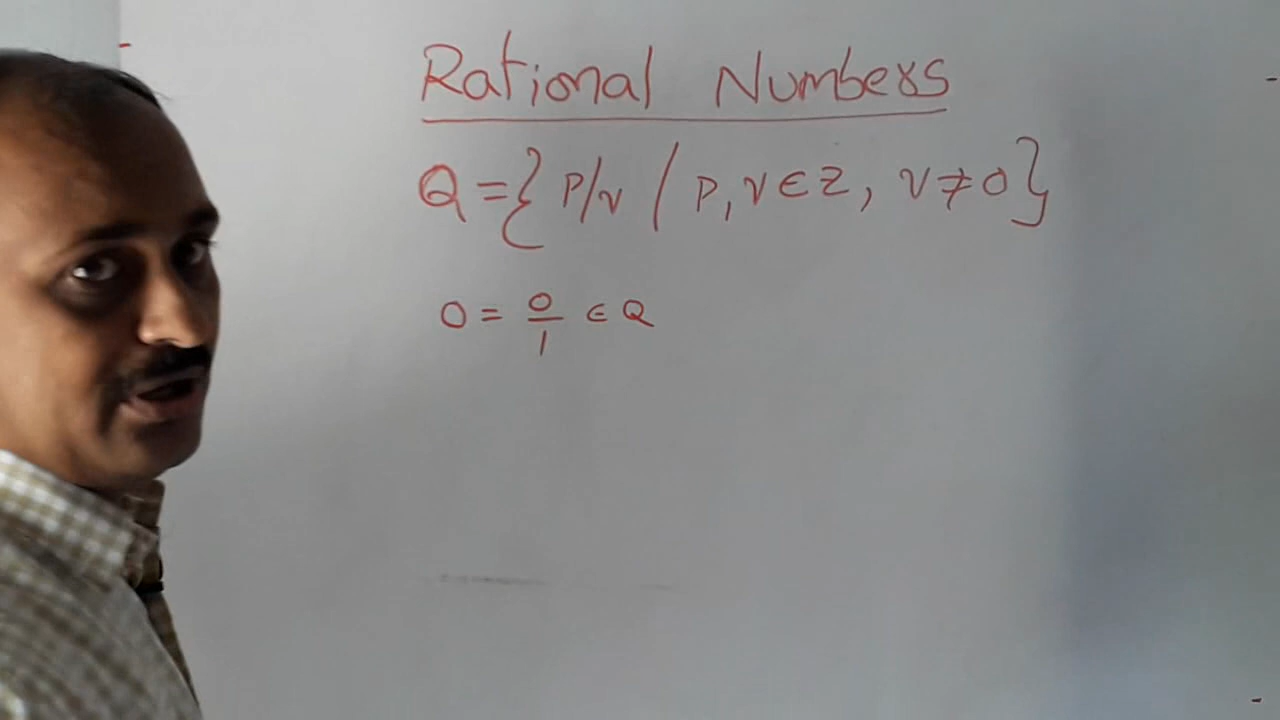 Rational Numbers
Q = { P/v / P, v ∈ Z, v ≠ 0 }
0 = 0/1 ∈ Q